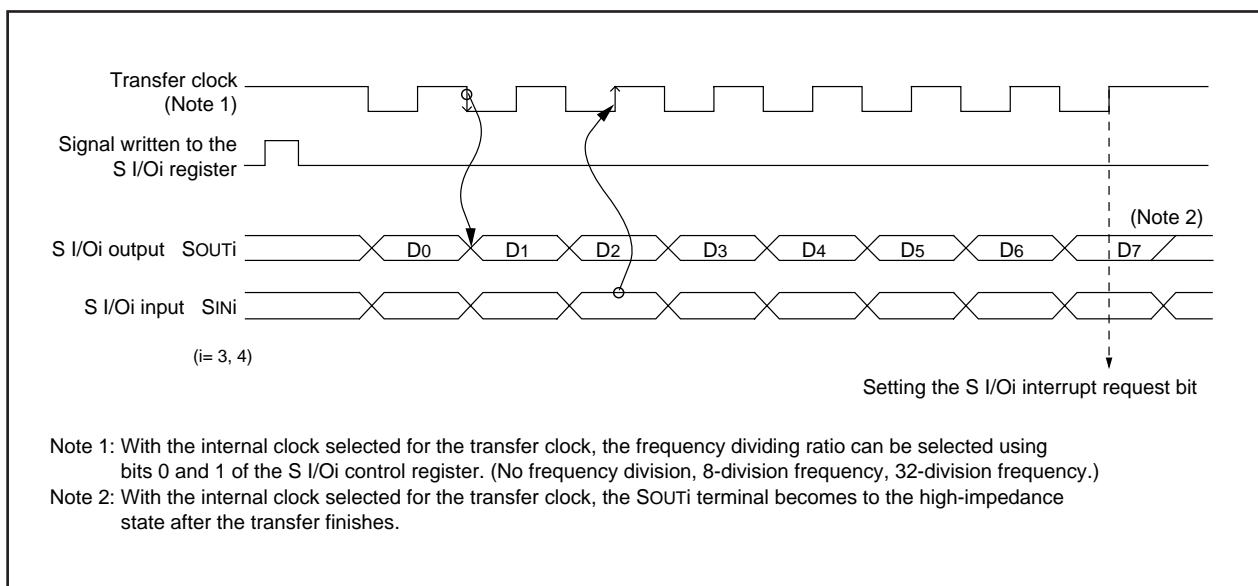 Transfer clock
(Note 1)
Signal written to the
S I/Oi register
(Note 2)
S I/Oi output SOUTi
D0 D1 D2 D3 D4 D5 D6 D7
S I/Oi input SINi
(i= 3, 4)
Setting the S I/Oi interrupt request bit
Note 1: With the internal clock selected for the transfer clock, the frequency dividing ratio can be selected using
bits 0 and 1 of the S I/Oi control register. (No frequency division, 8-division frequency, 32-division frequency.)
Note 2: With the internal clock selected for the transfer clock, the SOUTi terminal becomes to the high-impedance
state after the transfer finishes.